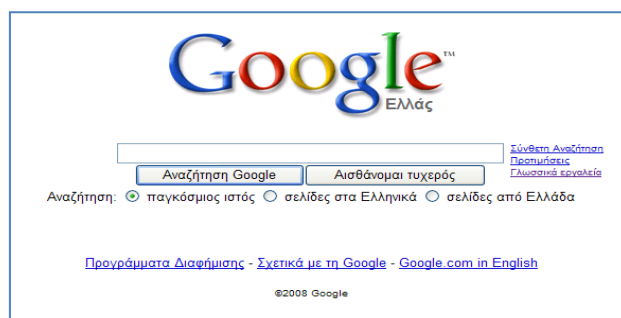 Google™
Ελλάς
Σύνθετη Αναζήτηση
Προτιμήσεις
Γλωσσικά εργαλεία
Αναζήτηση Google Αισθάνομαι τυχερός
Αναζήτηση: παγκόσμιος ιστός σελίδες στα Ελληνικά σελίδες από Ελλάδα
Προγράμματα Διαφήμισης - Σχετικά με τη Google - Google.com in English
©2008 Google